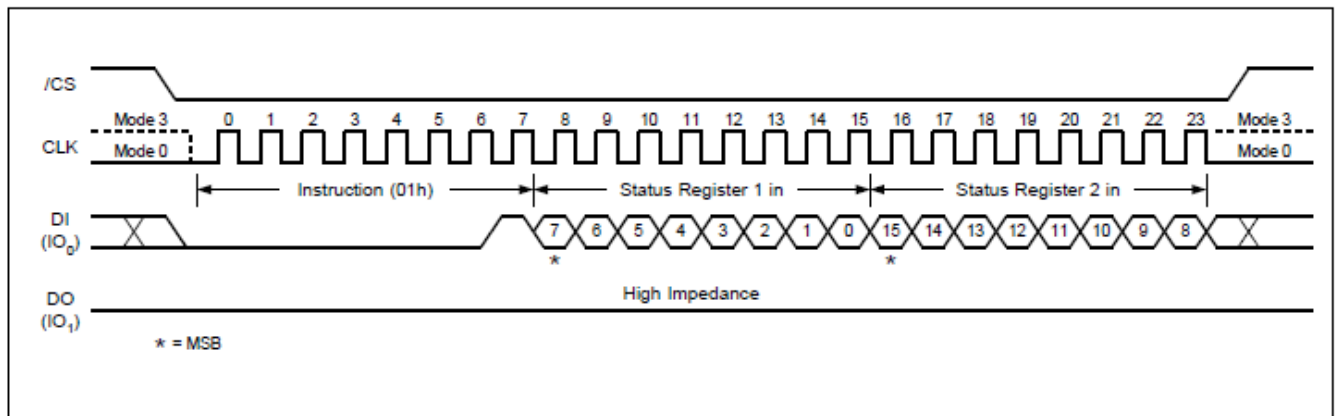 /CS
Mode 3 0 1 2 3 4 5 6 7 8 9 10 11 12 13 14 15 16 17 18 19 20 21 22 23 Mode 3
CLK
Mode 0 Mode 0
Instruction (01h) Status Register 1 in Status Register 2 in
DI
(IO₀)
7 6 5 4 3 2 1 0 15 14 13 12 11 10 9 8
* *
High Impedance
DO
(IO₁)
* = MSB